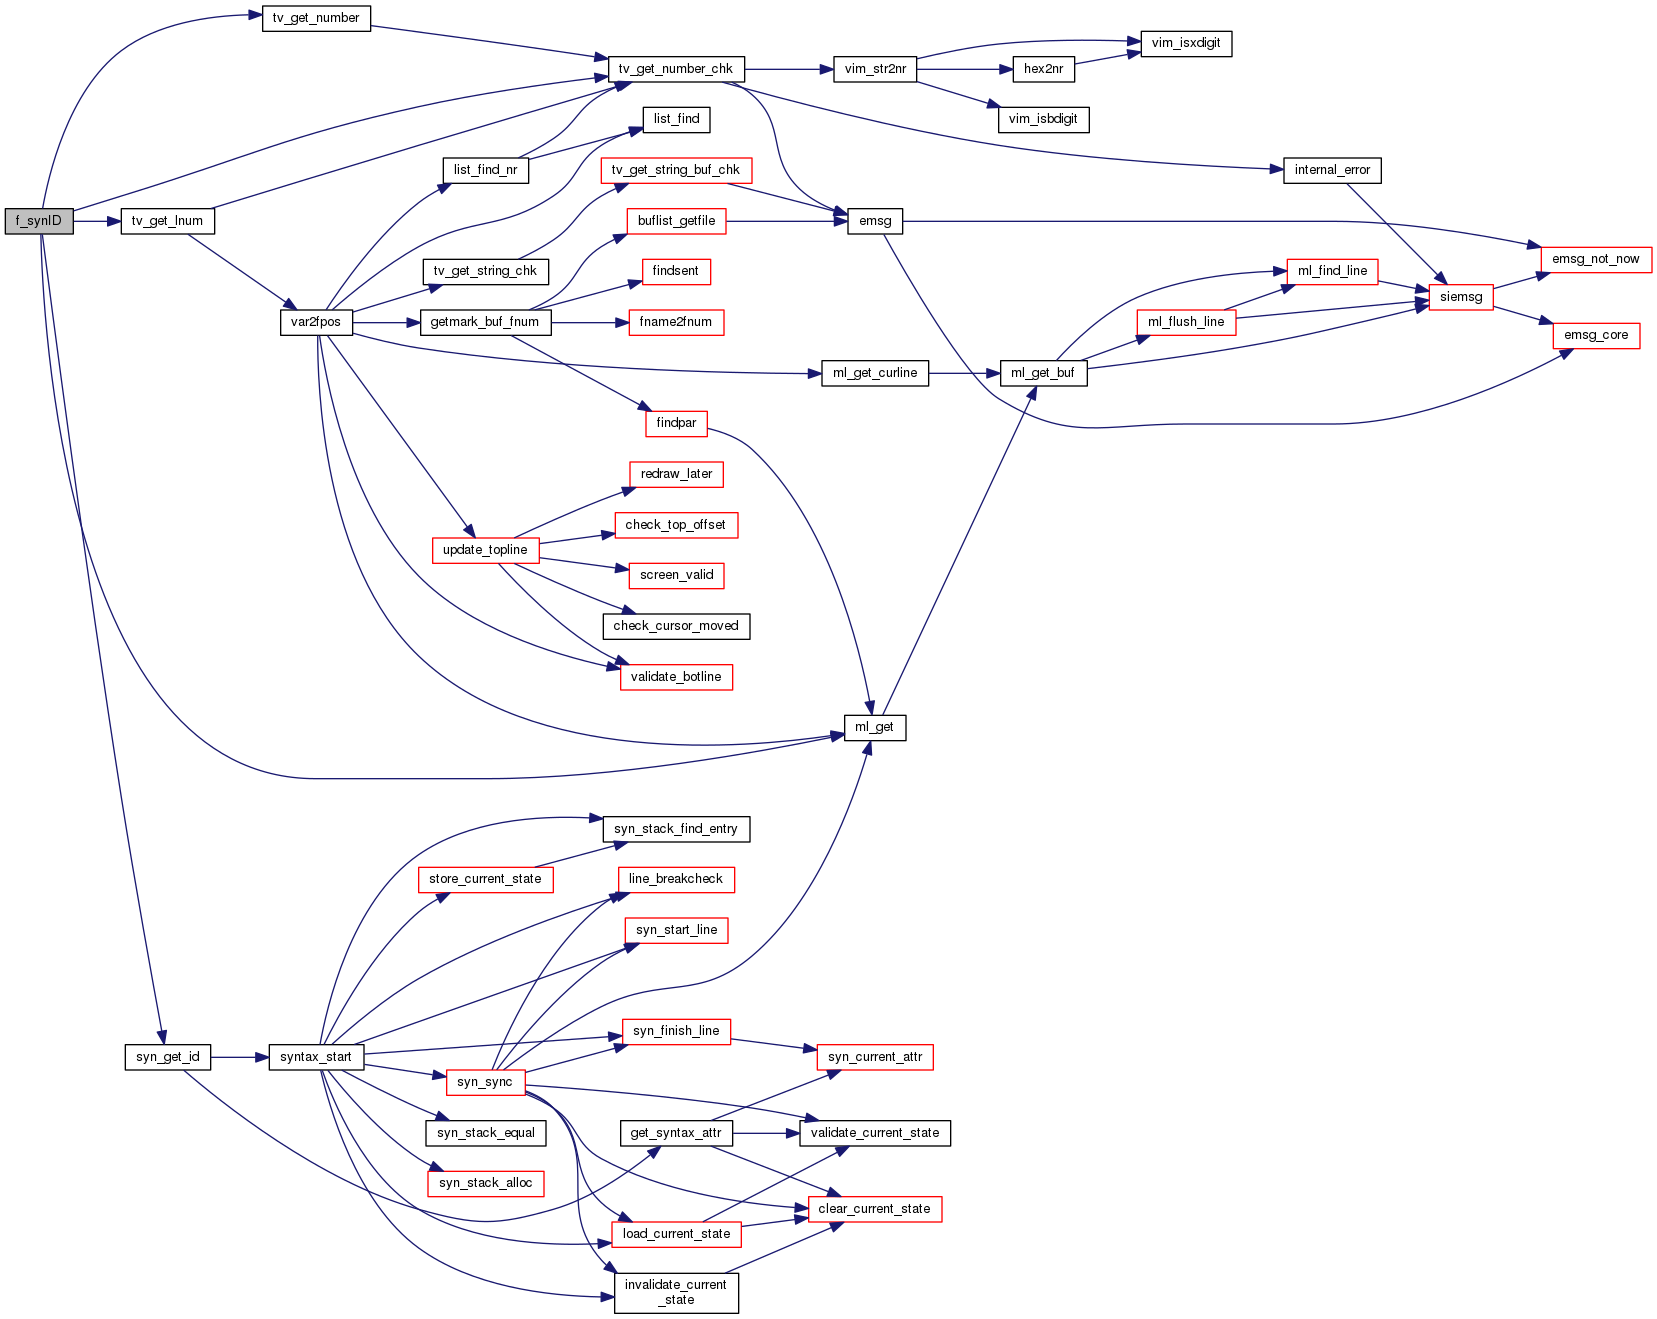 tv_get_number
vim_isxdigit
tv_get_number_chk
vim_str2nr
hex2nr
list_find
vim_isbdigit
list_find_nr
tv_get_string_buf_chk
internal_error
f_synID
tv_get_lnum
buflist_getfile
emsg
emsg_not_now
tv_get_string_chk
findsent
ml_find_line
siemsg
var2fpos
getmark_buf_fnum
fname2fnum
ml_flush_line
emsg_core
ml_get_curline
ml_get_buf
findpar
redraw_later
check_top_offset
update_topline
screen_valid
check_cursor_moved
validate_botline
ml_get
syn_stack_find_entry
store_current_state
line_breakcheck
syn_start_line
syn_finish_line
syn_get_id
syntax_start
syn_current_attr
syn_sync
syn_stack_equal
get_syntax_attr
validate_current_state
syn_stack_alloc
clear_current_state
load_current_state
invalidate_current
_state